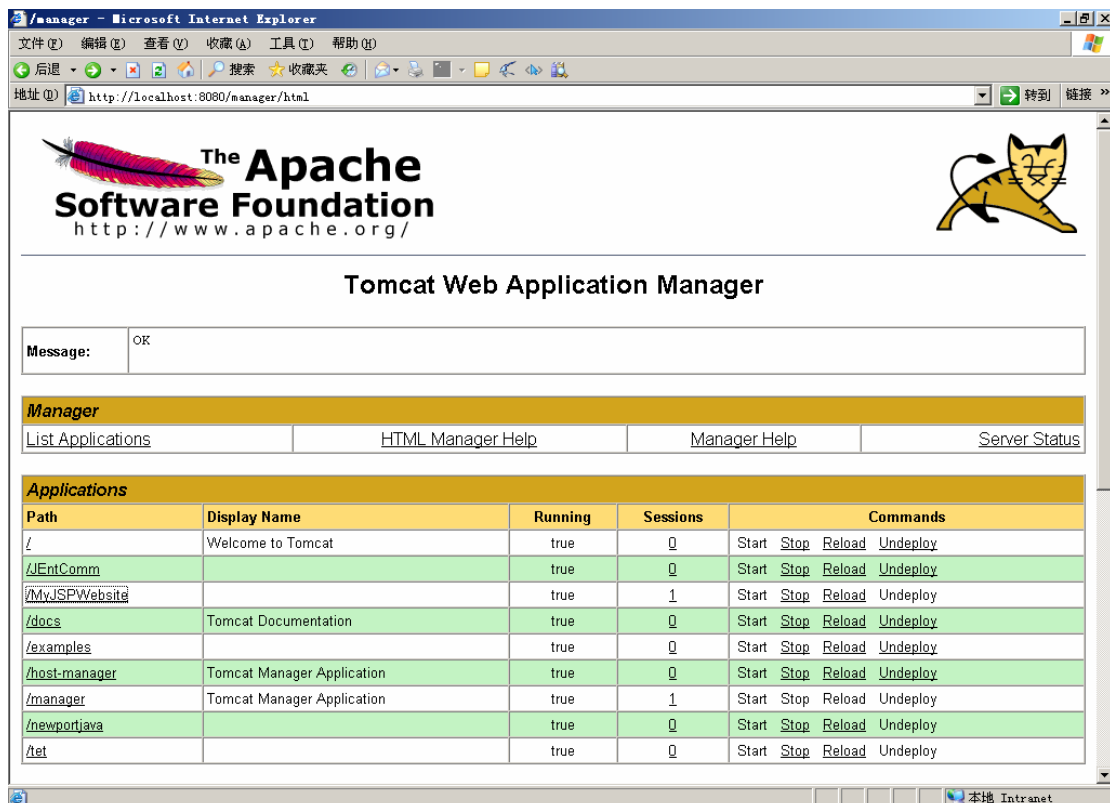 /manager - Microsoft Internet Explorer
文件(F) 编辑(E) 查看(V) 收藏(A) 工具(T) 帮助(H)
后退 搜索 收藏夹
地址(D) http://localhost:8080/manager/html 转到 链接 »
The Apache
Software Foundation
http://www.apache.org/
Tomcat Web Application Manager
Message: OK
Manager
List Applications HTML Manager Help Manager Help Server Status
Applications
Path Display Name Running Sessions Commands
/ Welcome to Tomcat true 0 Start Stop Reload Undeploy
/JEntComm true 0 Start Stop Reload Undeploy
/MyJSPWebsite true 1 Start Stop Reload Undeploy
/docs Tomcat Documentation true 0 Start Stop Reload Undeploy
/examples true 0 Start Stop Reload Undeploy
/host-manager Tomcat Manager Application true 0 Start Stop Reload Undeploy
/manager Tomcat Manager Application true 1 Start Stop Reload Undeploy
/newportjava true 0 Start Stop Reload Undeploy
/tet true 0 Start Stop Reload Undeploy
本地 Intranet